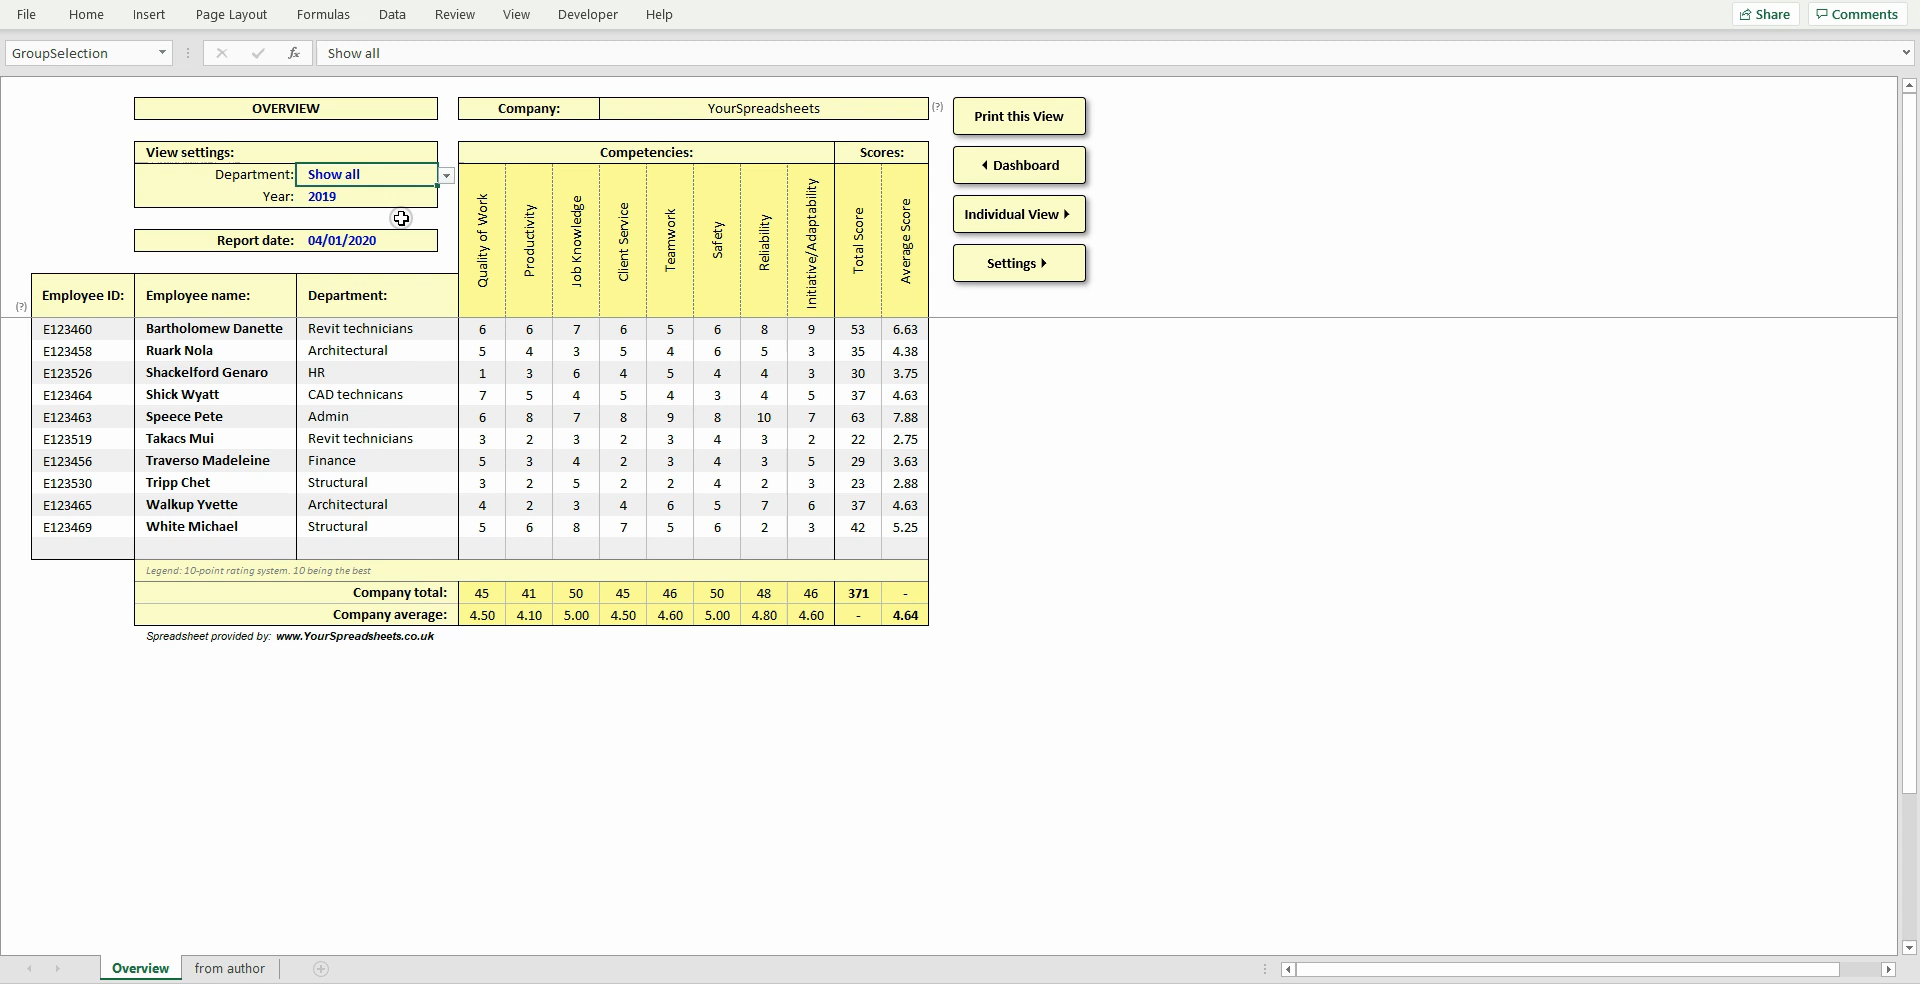 File Home Insert Page Layout Formulas Data Review View Developer Help Share Comments
GroupSelection fx Show all
OVERVIEW Company: YourSpreadsheets (?) Print this View
View settings: Competencies: Scores:
Department: Show all ◄ Dashboard
Year: 2019
Individual View ►
Report date: 04/01/2020
Settings ►
(?) Employee ID: Employee name: Department: Quality of Work Productivity Job Knowledge Client Service Teamwork Safety Reliability Initiative/Adaptability Total Score Average Score
E123460 Bartholomew Danette Revit technicians 6 6 7 6 5 6 8 9 53 6.63
E123458 Ruark Nola Architectural 5 4 3 5 4 6 5 3 35 4.38
E123526 Shackelford Genaro HR 1 3 6 4 5 4 4 3 30 3.75
E123464 Shick Wyatt CAD technicans 7 5 4 5 4 3 4 5 37 4.63
E123463 Speece Pete Admin 6 8 7 8 9 8 10 7 63 7.88
E123519 Takacs Mui Revit technicians 3 2 3 2 3 4 3 2 22 2.75
E123456 Traverso Madeleine Finance 5 3 4 2 3 4 3 5 29 3.63
E123530 Tripp Chet Structural 3 2 5 2 2 4 2 3 23 2.88
E123465 Walkup Yvette Architectural 4 2 3 4 6 5 7 6 37 4.63
E123469 White Michael Structural 5 6 8 7 5 6 2 3 42 5.25
Legend: 10-point rating system. 10 being the best
Company total: 45 41 50 45 46 50 48 46 371 -
Company average: 4.50 4.10 5.00 4.50 4.60 5.00 4.80 4.60 - 4.64
Spreadsheet provided by: www.YourSpreadsheets.co.uk
Overview from author